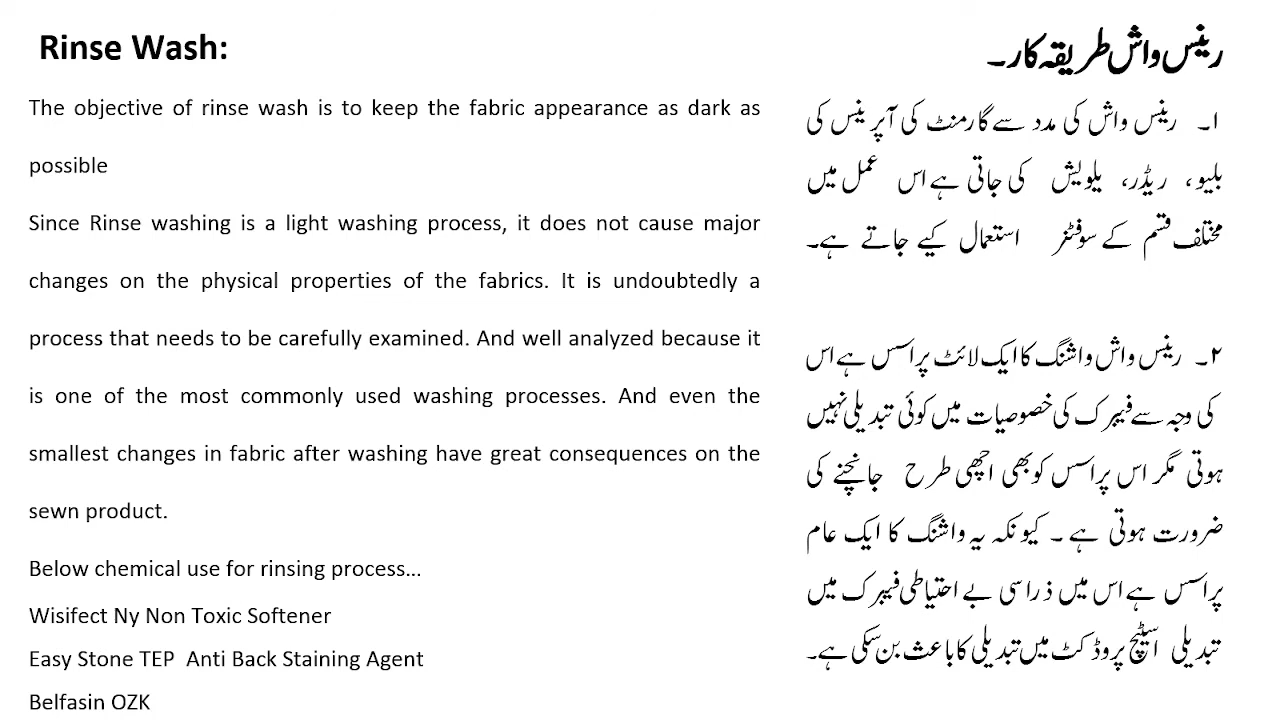 Rinse Wash:
The objective of rinse wash is to keep the fabric appearance as dark as
possible
Since Rinse washing is a light washing process, it does not cause major
changes on the physical properties of the fabrics. It is undoubtedly a
process that needs to be carefully examined. And well analyzed because it
is one of the most commonly used washing processes. And even the
smallest changes in fabric after washing have great consequences on the
sewn product.
Below chemical use for rinsing process…
Wisifect Ny Non Toxic Softener
Easy Stone TEP  Anti Back Staining Agent
Belfasin OZK
رینس واش طریقہ کار۔
۱۔ رینس واش کی مدد سے گارمنٹ کی آپرینس کی
بلیو، ریڈر، یلویش کی جاتی ہے اس عمل میں
مختلف قسم کے سوفٹنر استعمال کیے جاتے ہے۔
۲۔ رینس واش واشنگ کا ایک لائٹ پراسس ہے اس
کی وجہ سے فیبرک کی خصوصیات میں کوئی تبدیلی نہیں
ہوتی مگر اس پراسس کو بھی اچھی طرح جانچنے کی
ضرورت ہوتی ہے ۔ کیونکہ یہ واشنگ کا ایک عام
پراسس ہے اس میں ذرا سی بے احتیاطی فیبرک میں
تبدیلی اسٹیچ پروڈکٹ میں تبدیلی کا باعث بن سکی ہے۔